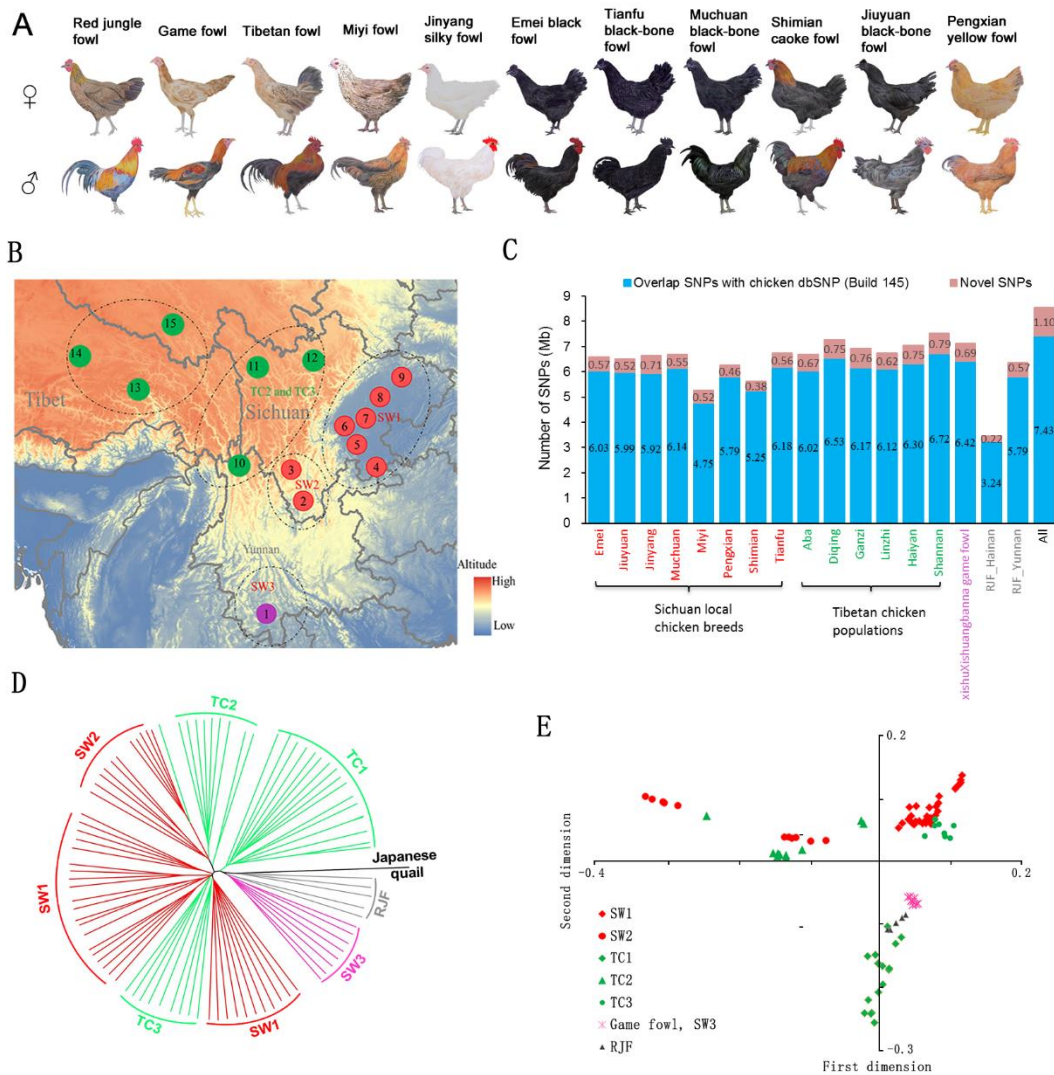 A
Red jungle fowl
Game fowl
Tibetan fowl
Miyi fowl
Jinyang
silky fowl
Emei black
fowl
Tianfu
black-bone
fowl
Muchuan
black-bone
fowl
Shimian
caoke fowl
Jiuyuan
black-bone
fowl
Pengxian
yellow fowl
♀
♂
B
15
14
13
11
12
TC2 and TC3
Tibet
Sichuan
9
8
7
SW1
6
5
4
10
3
SW2
2
Yunnan
SW3
1
Altitude
High
Low
C
Overlap SNPs with chicken dbSNP (Build 145)
Novel SNPs
Number of SNPs (Mb)
9
8
7
6
5
4
3
2
1
0
0.57 0.52 0.71 0.55 0.52 0.46 0.38 0.56 0.67 0.75 0.76 0.62 0.75 0.79 0.69 0.22 0.57 1.10
6.03 5.99 5.92 6.14 4.75 5.79 5.25 6.18 6.02 6.53 6.17 6.12 6.30 6.72 6.42 3.24 5.79 7.43
Emei
Jiuyuan
Jinyang
Muchuan
Miyi
Pengxian
Shimian
Tianfu
Aba
Diqing
Ganzi
Linzhi
Haiyan
Shannan
xishuXishuangbanna game fowl
RJF_Hainan
RJF_Yunnan
All
Sichuan local
chicken breeds
Tibetan chicken
populations
D
TC2
SW2
TC1
Japanese
quail
RJF
SW1
SW3
TC3
SW1
E
0.2
Second dimension
-0.4
0.2
SW1
SW2
TC1
TC2
TC3
Game fowl, SW3
RJF
-0.3
First dimension